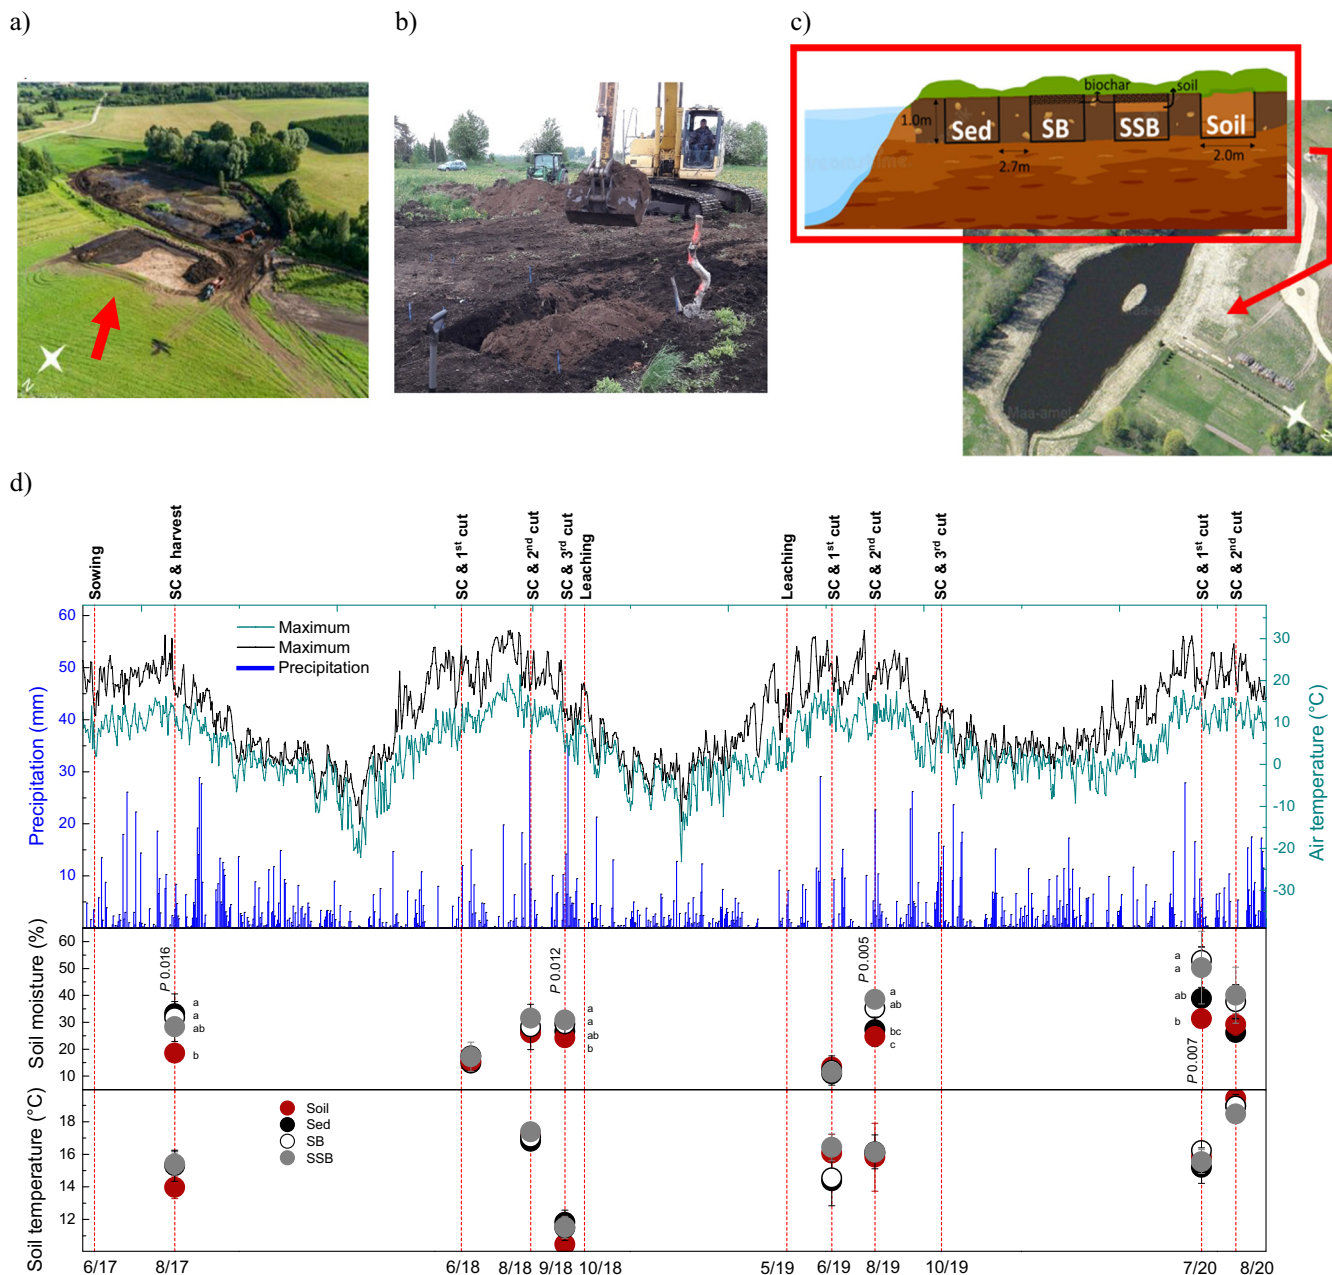 a)
b)
c)
biochar
soil
1.0m
Sed
SB
SSB
Soil
2.7m
2.0m
N
Maa-amet
N
d)
Sowing
SC & harvest
SC & 1st cut
SC & 2nd cut
SC & 3rd cut
Leaching
Leaching
SC & 1st cut
SC & 2nd cut
SC & 3rd cut
SC & 1st cut
SC & 2nd cut
Precipitation (mm)
60
50
40
30
20
10
Maximum
Maximum
Precipitation
Air temperature (°C)
30
20
10
0
-10
-20
-30
Soil moisture (%)
60
50
40
30
20
10
P 0.016
a
a
ab
b
P 0.012
a
a
ab
b
P 0.005
a
ab
bc
c
P 0.007
a
a
ab
b
Soil temperature (°C)
18
16
14
12
Soil
Sed
SB
SSB
6/17
8/17
6/18
8/18
9/18
10/18
5/19
6/19
8/19
10/19
7/20
8/20